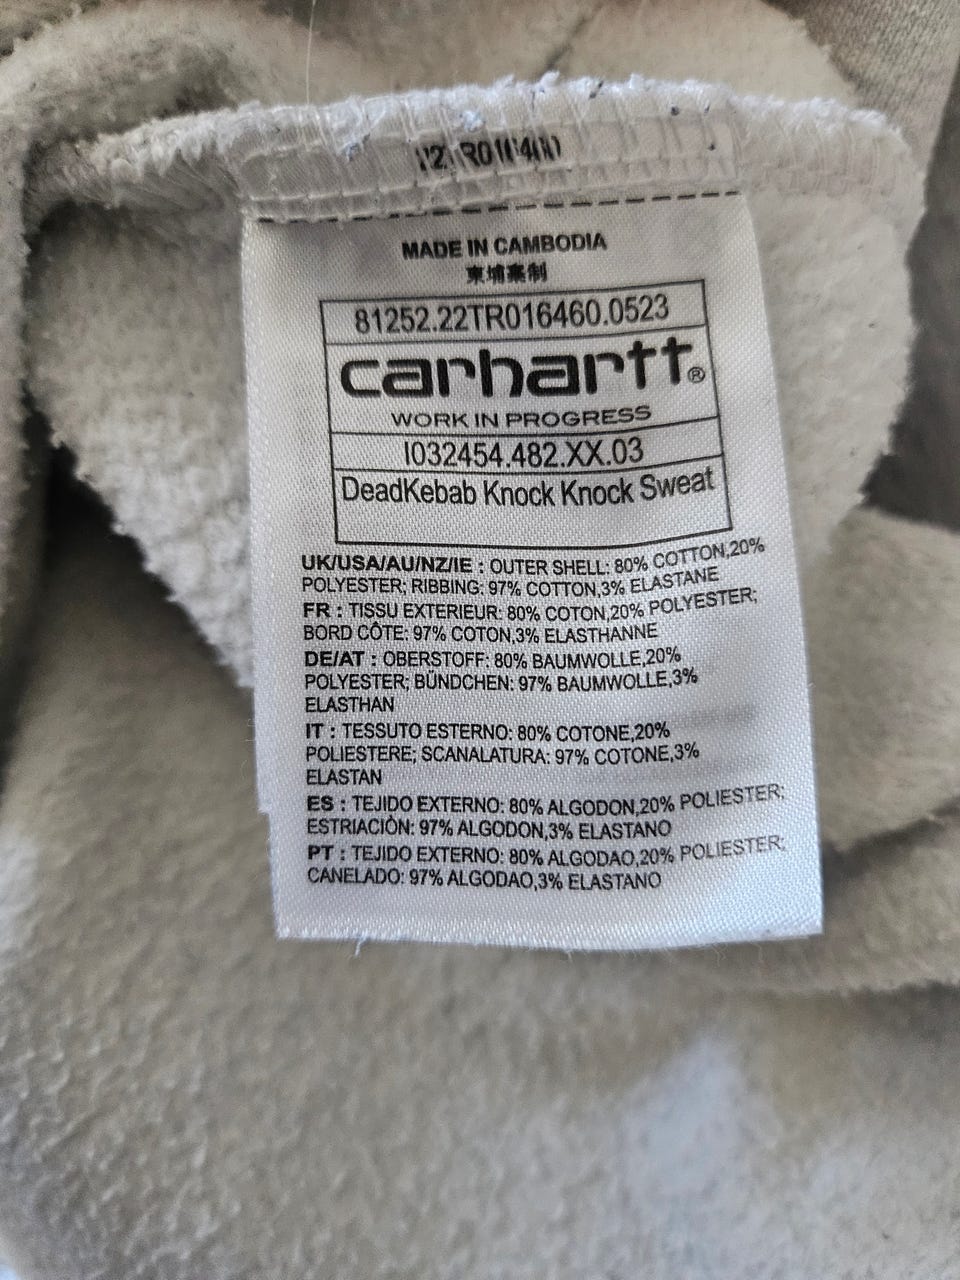 MADE IN CAMBODIA
柬埔寨制
81252.22TR016460.0523
carhartt®
WORK IN PROGRESS
I032454.482.XX.03
DeadKebab Knock Knock Sweat
UK/USA/AU/NZ/IE : OUTER SHELL: 80% COTTON,20%
POLYESTER; RIBBING: 97% COTTON,3% ELASTANE
FR : TISSU EXTERIEUR: 80% COTON,20% POLYESTER;
BORD CÔTE: 97% COTON,3% ELASTHANNE
DE/AT : OBERSTOFF: 80% BAUMWOLLE,20%
POLYESTER; BÜNDCHEN: 97% BAUMWOLLE,3%
ELASTHAN
IT : TESSUTO ESTERNO: 80% COTONE,20%
POLIESTERE; SCANALATURA: 97% COTONE,3%
ELASTAN
ES : TEJIDO EXTERNO: 80% ALGODON,20% POLIESTER;
ESTRIACIÒN: 97% ALGODON,3% ELASTANO
PT : TEJIDO EXTERNO: 80% ALGODAO,20% POLIESTER;
CANELADO: 97% ALGODAO,3% ELASTANO